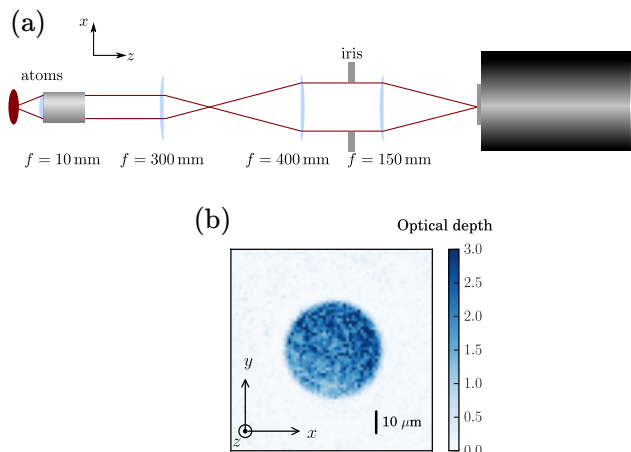 (a)
x
z
atoms
iris
f = 10 mm
f = 300 mm
f = 400 mm
f = 150 mm
(b)
Optical depth
3.0
2.5
2.0
1.5
1.0
0.5
0.0
y
x
z
10 μm